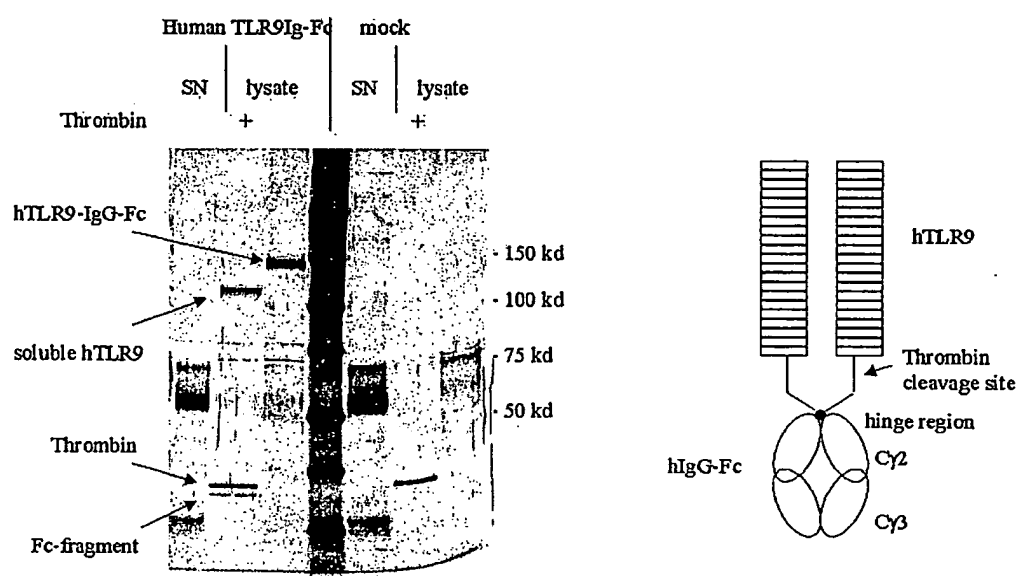 Human TLR9Ig-Fc mock
SN lysate SN lysate
Thrombin + +
hTLR9-IgG-Fc
soluble hTLR9
Thrombin
Fc-fragment
- 150 kd
- 100 kd
- 75 kd
- 50 kd
hTLR9
Thrombin
cleavage site
hinge region
hIgG-Fc
Cγ2
Cγ3